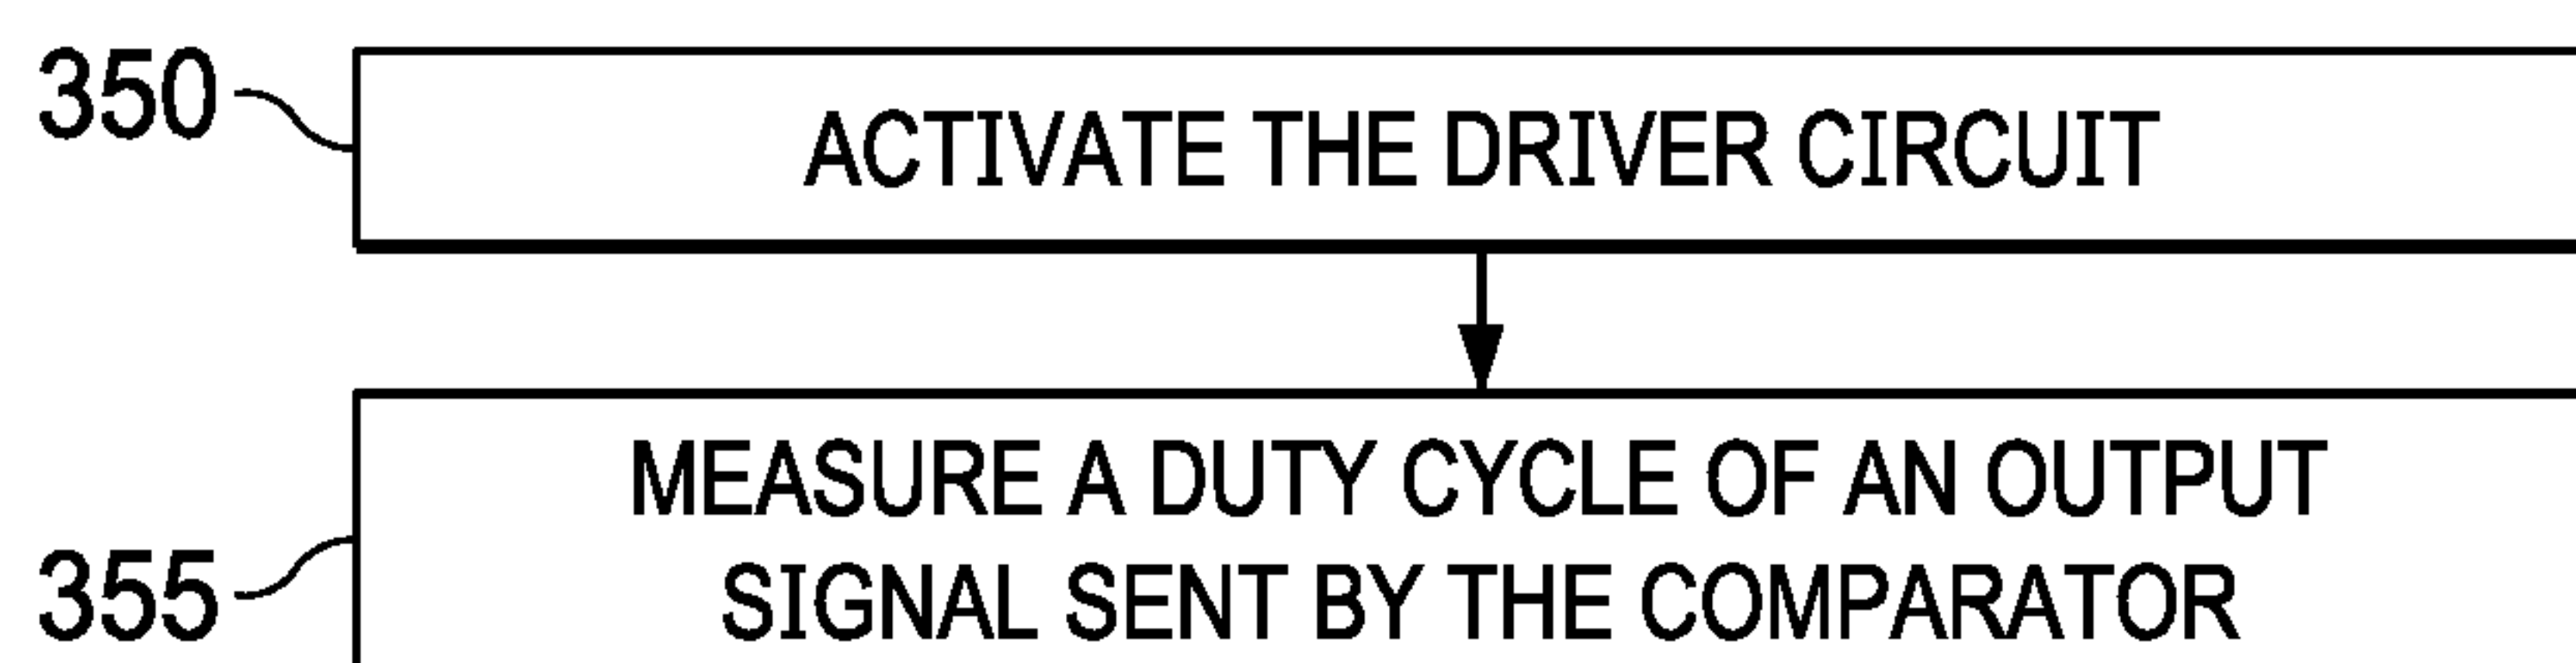 350
ACTIVATE THE DRIVER CIRCUIT
MEASURE A DUTY CYCLE OF AN OUTPUT
SIGNAL SENT BY THE COMPARATOR
355